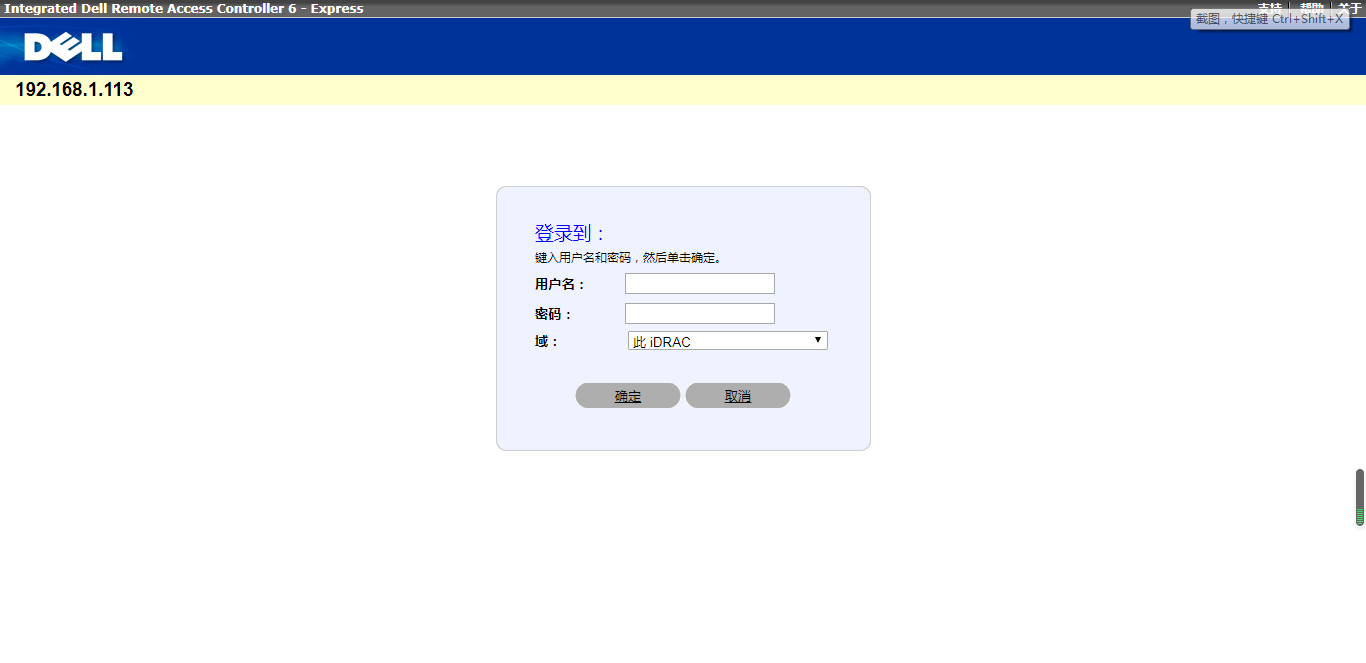 Integrated Dell Remote Access Controller 6 - Express
支持 | 帮助 | 关于
截图，快捷键 Ctrl+Shift+X
DELL
192.168.1.113
登录到：
键入用户名和密码，然后单击确定。
用户名：
密码：
域： 此 iDRAC
确定 取消